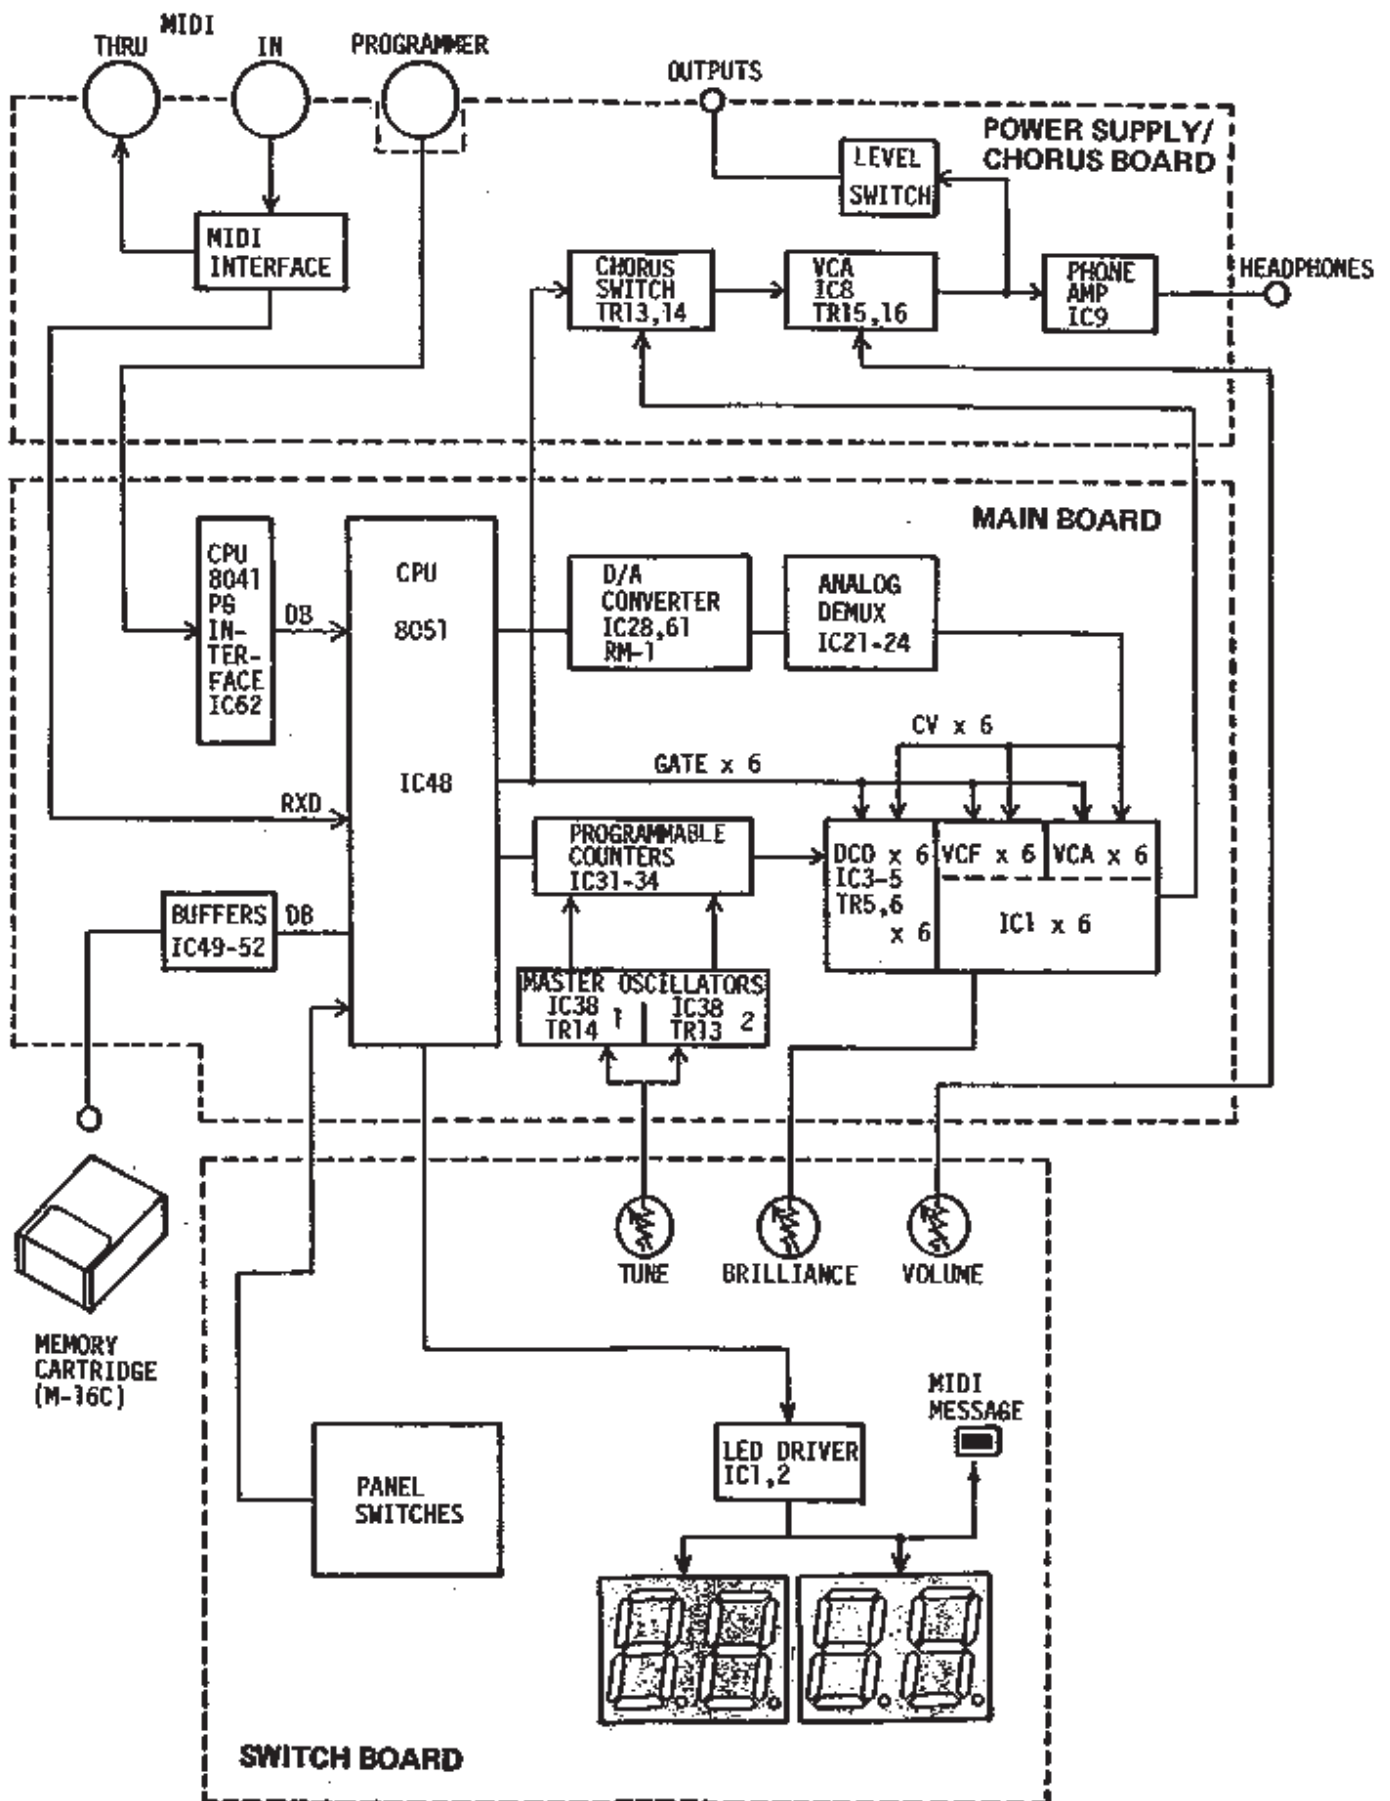 MIDI
THRU
IN
PROGRAMMER
OUTPUTS
POWER SUPPLY/
CHORUS BOARD
LEVEL
SWITCH
MIDI
INTERFACE
CHORUS
SWITCH
TR13,14
VCA
IC8
TR15,16
PHONE
AMP
IC9
HEADPHONES
MAIN BOARD
CPU
8041
PG
IN-
TER-
FACE
IC62
DB
CPU
8051
IC48
D/A
CONVERTER
IC28,61
RM-1
ANALOG
DEMUX
IC21-24
CV x 6
GATE x 6
RXD
PROGRAMMABLE
COUNTERS
IC31-34
DCO x 6
IC3-5
TR5,6
x 6
VCF x 6
VCA x 6
IC1 x 6
BUFFERS
IC49-52
DB
MASTER OSCILLATORS
IC38
TR14
1
IC38
TR13
2
TUNE
BRILLIANCE
VOLUME
MEMORY
CARTRIDGE
(M-16C)
MIDI
MESSAGE
PANEL
SWITCHES
LED DRIVER
IC1,2
SWITCH BOARD